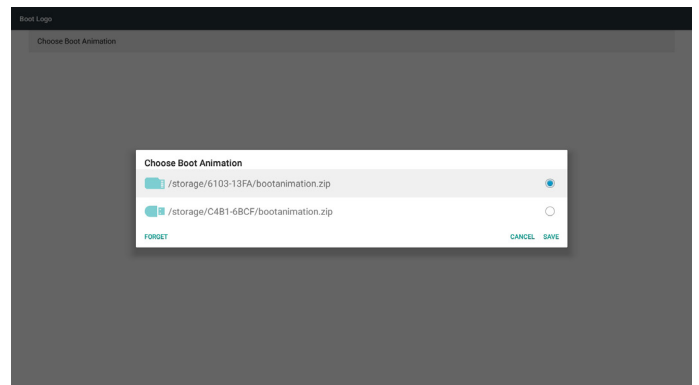 Boot Logo
Choose Boot Animation
Choose Boot Animation
/storage/6103-13FA/bootanimation.zip
/storage/C4B1-6BCF/bootanimation.zip
FORGET CANCEL SAVE